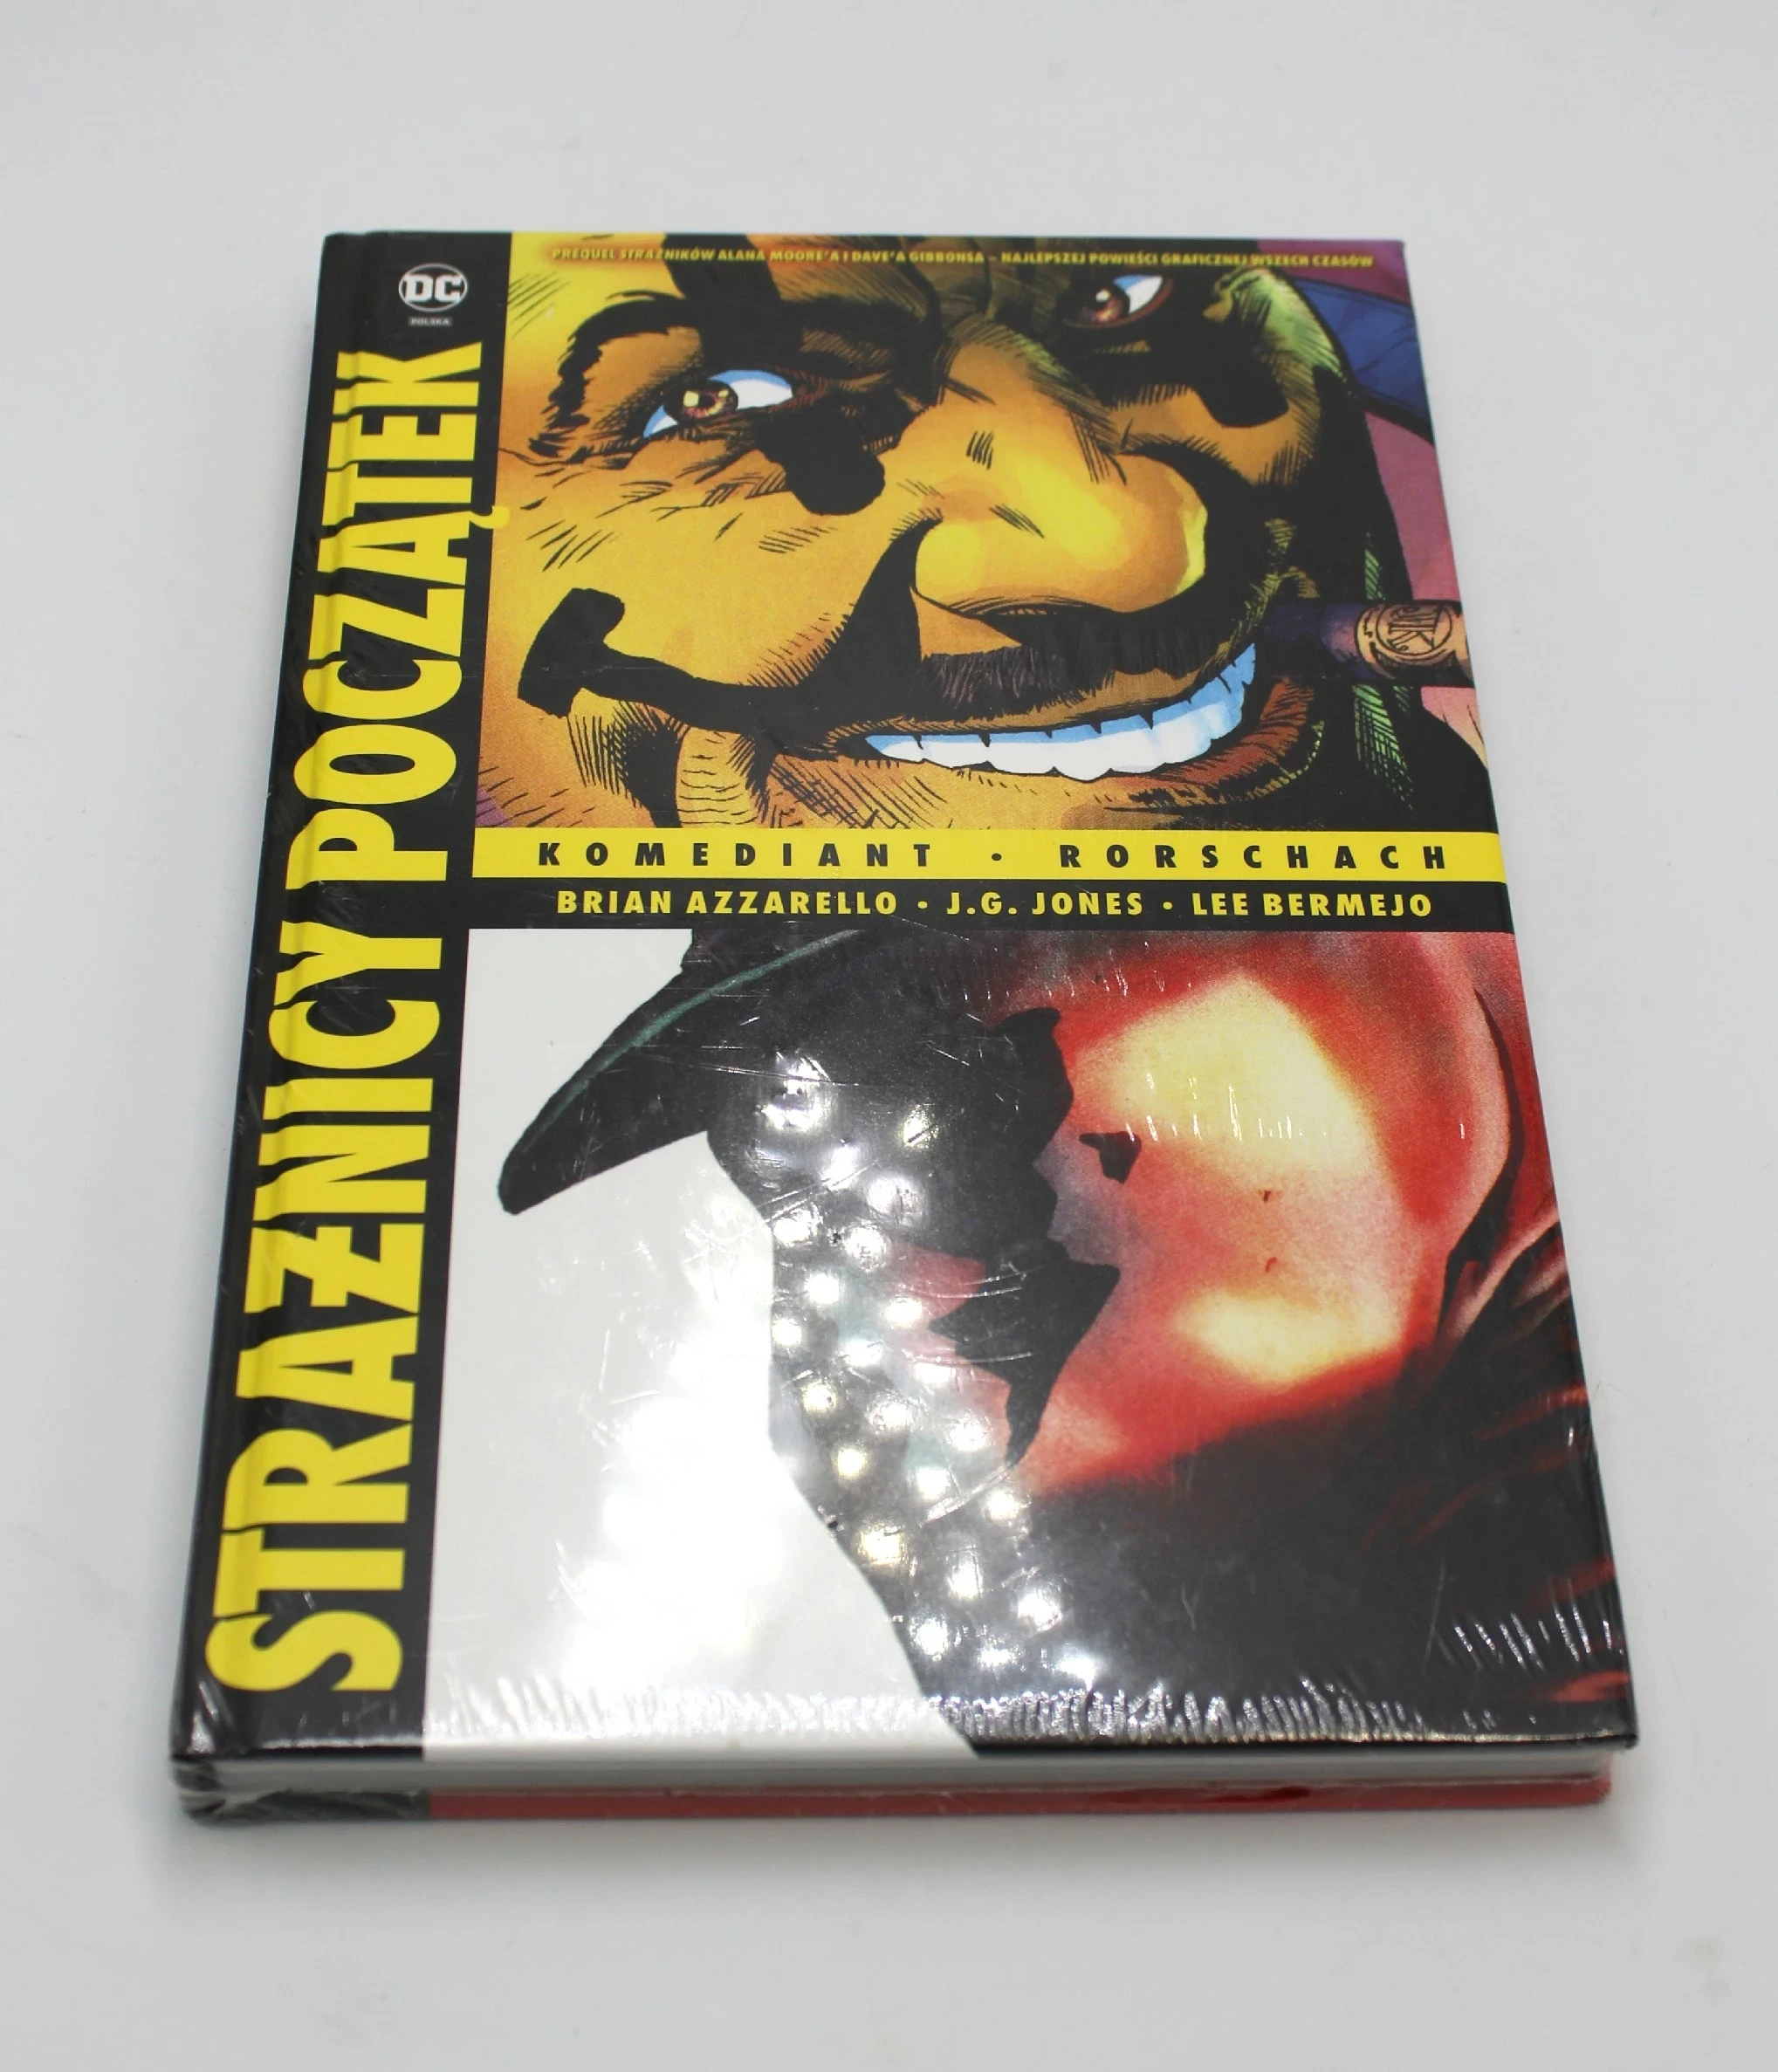 DC
POLSKA
STRAŻNICY POCZĄTEK
PREQUEL STRAŻNIKÓW ALANA MOORE'A I DAVE'A GIBBONSA – NAJLEPSZEJ POWIEŚCI GRAFICZNEJ WSZECH CZASÓW
KOMEDIANT • RORSCHACH
BRIAN AZZARELLO • J.G. JONES • LEE BERMEJO